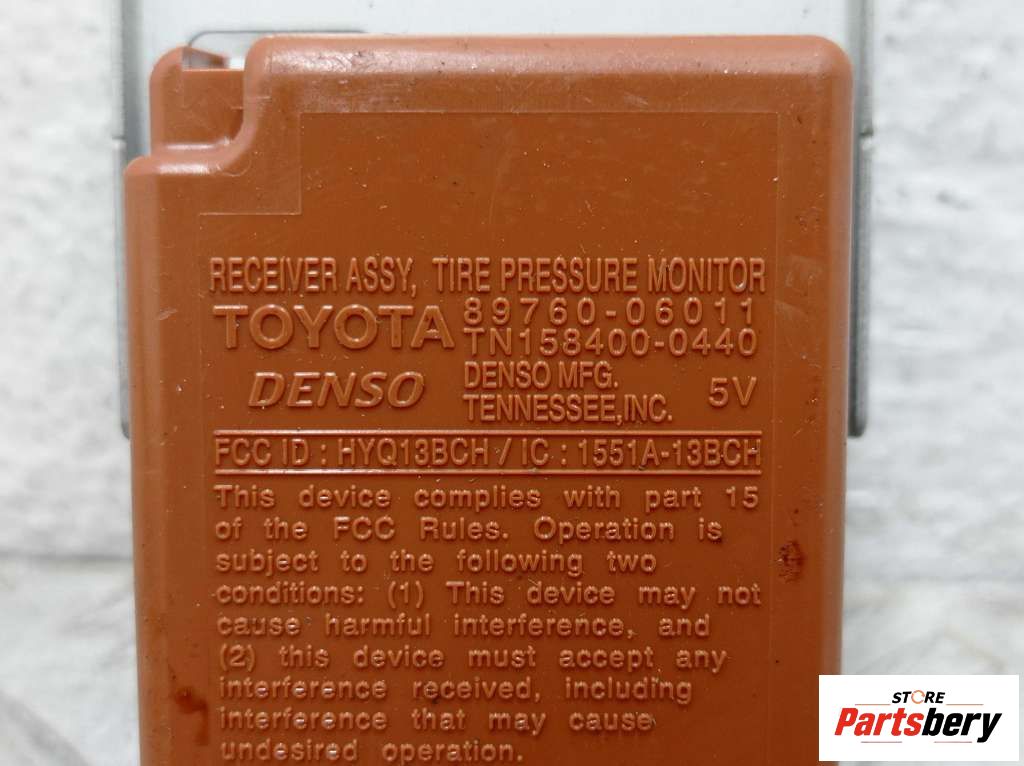 RECEIVER ASSY, TIRE PRESSURE MONITOR
TOYOTA 89760-06011
TN158400-0440
DENSO DENSO MFG.
TENNESSEE,INC. 5V
FCC ID : HYQ13BCH / IC : 1551A-13BCH
This device complies with part 15
of the FCC Rules. Operation is
subject to the following two
conditions: (1) This device may not
cause harmful interference, and
(2) this device must accept any
interference received, including
interference that may cause
undesired operation.
STORE
Partsbery